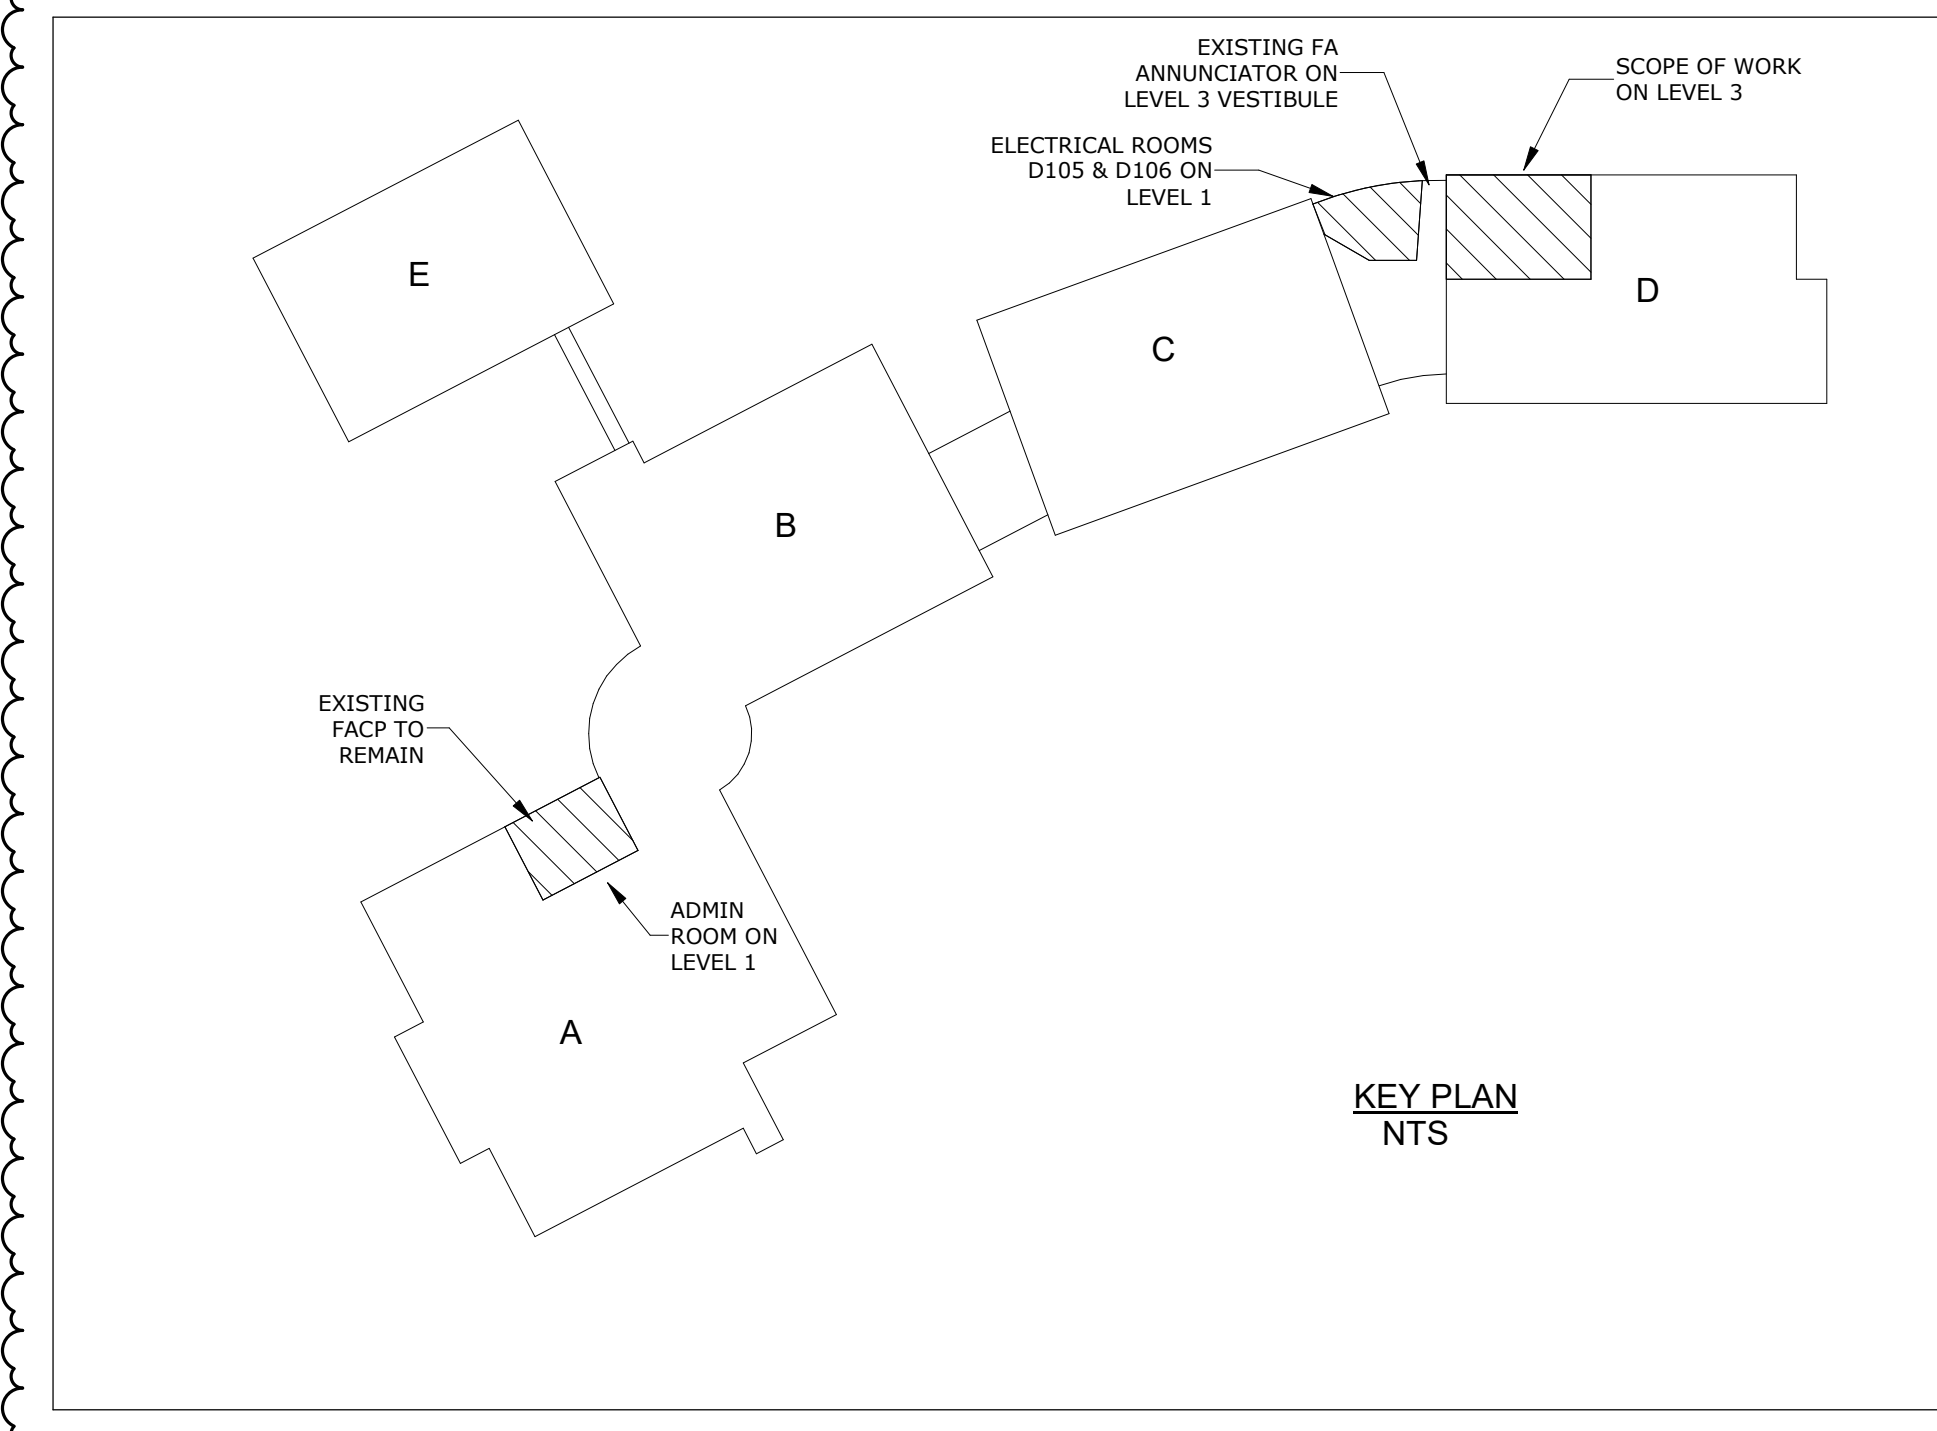 EXISTING FA
ANNUNCIATOR ON
LEVEL 3 VESTIBULE
SCOPE OF WORK
ON LEVEL 3
ELECTRICAL ROOMS
D105 & D106 ON
LEVEL 1
E
D
C
B
EXISTING
FACP TO
REMAIN
ADMIN
ROOM ON
LEVEL 1
A
KEY PLAN
NTS